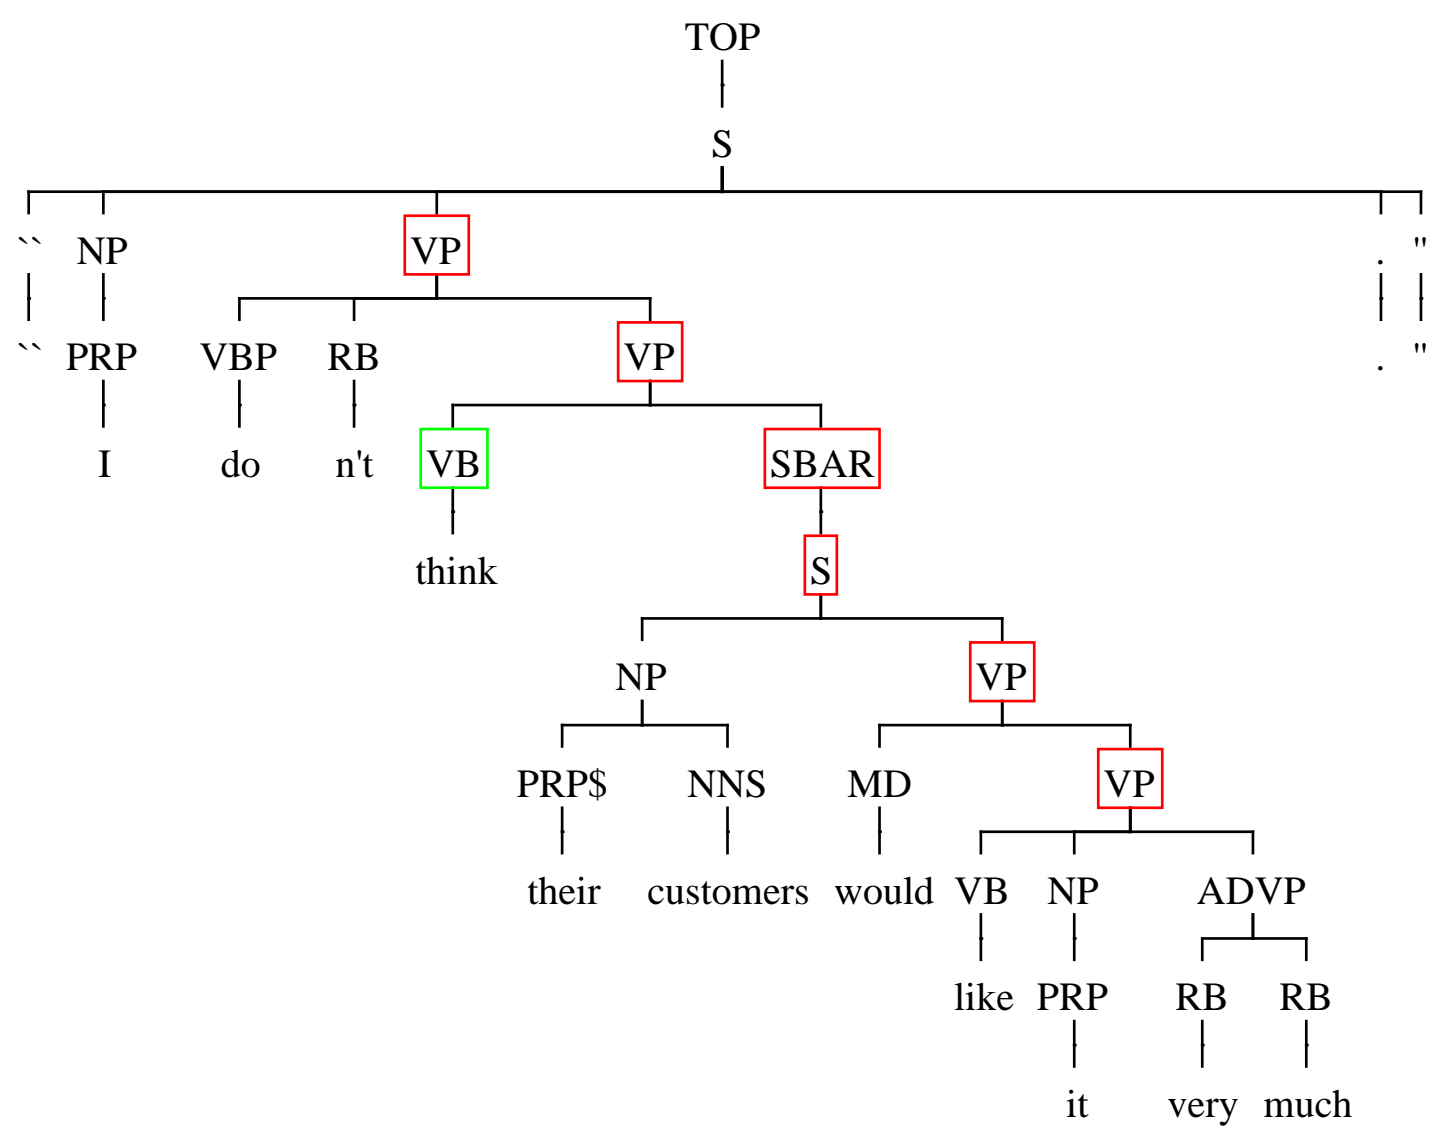 TOP
S
`` NP VP . "
`` PRP VBP RB VP . "
I do n't VB SBAR
think S
NP VP
PRP$ NNS MD VP
their customers would VB NP ADVP
like PRP RB RB
it very much